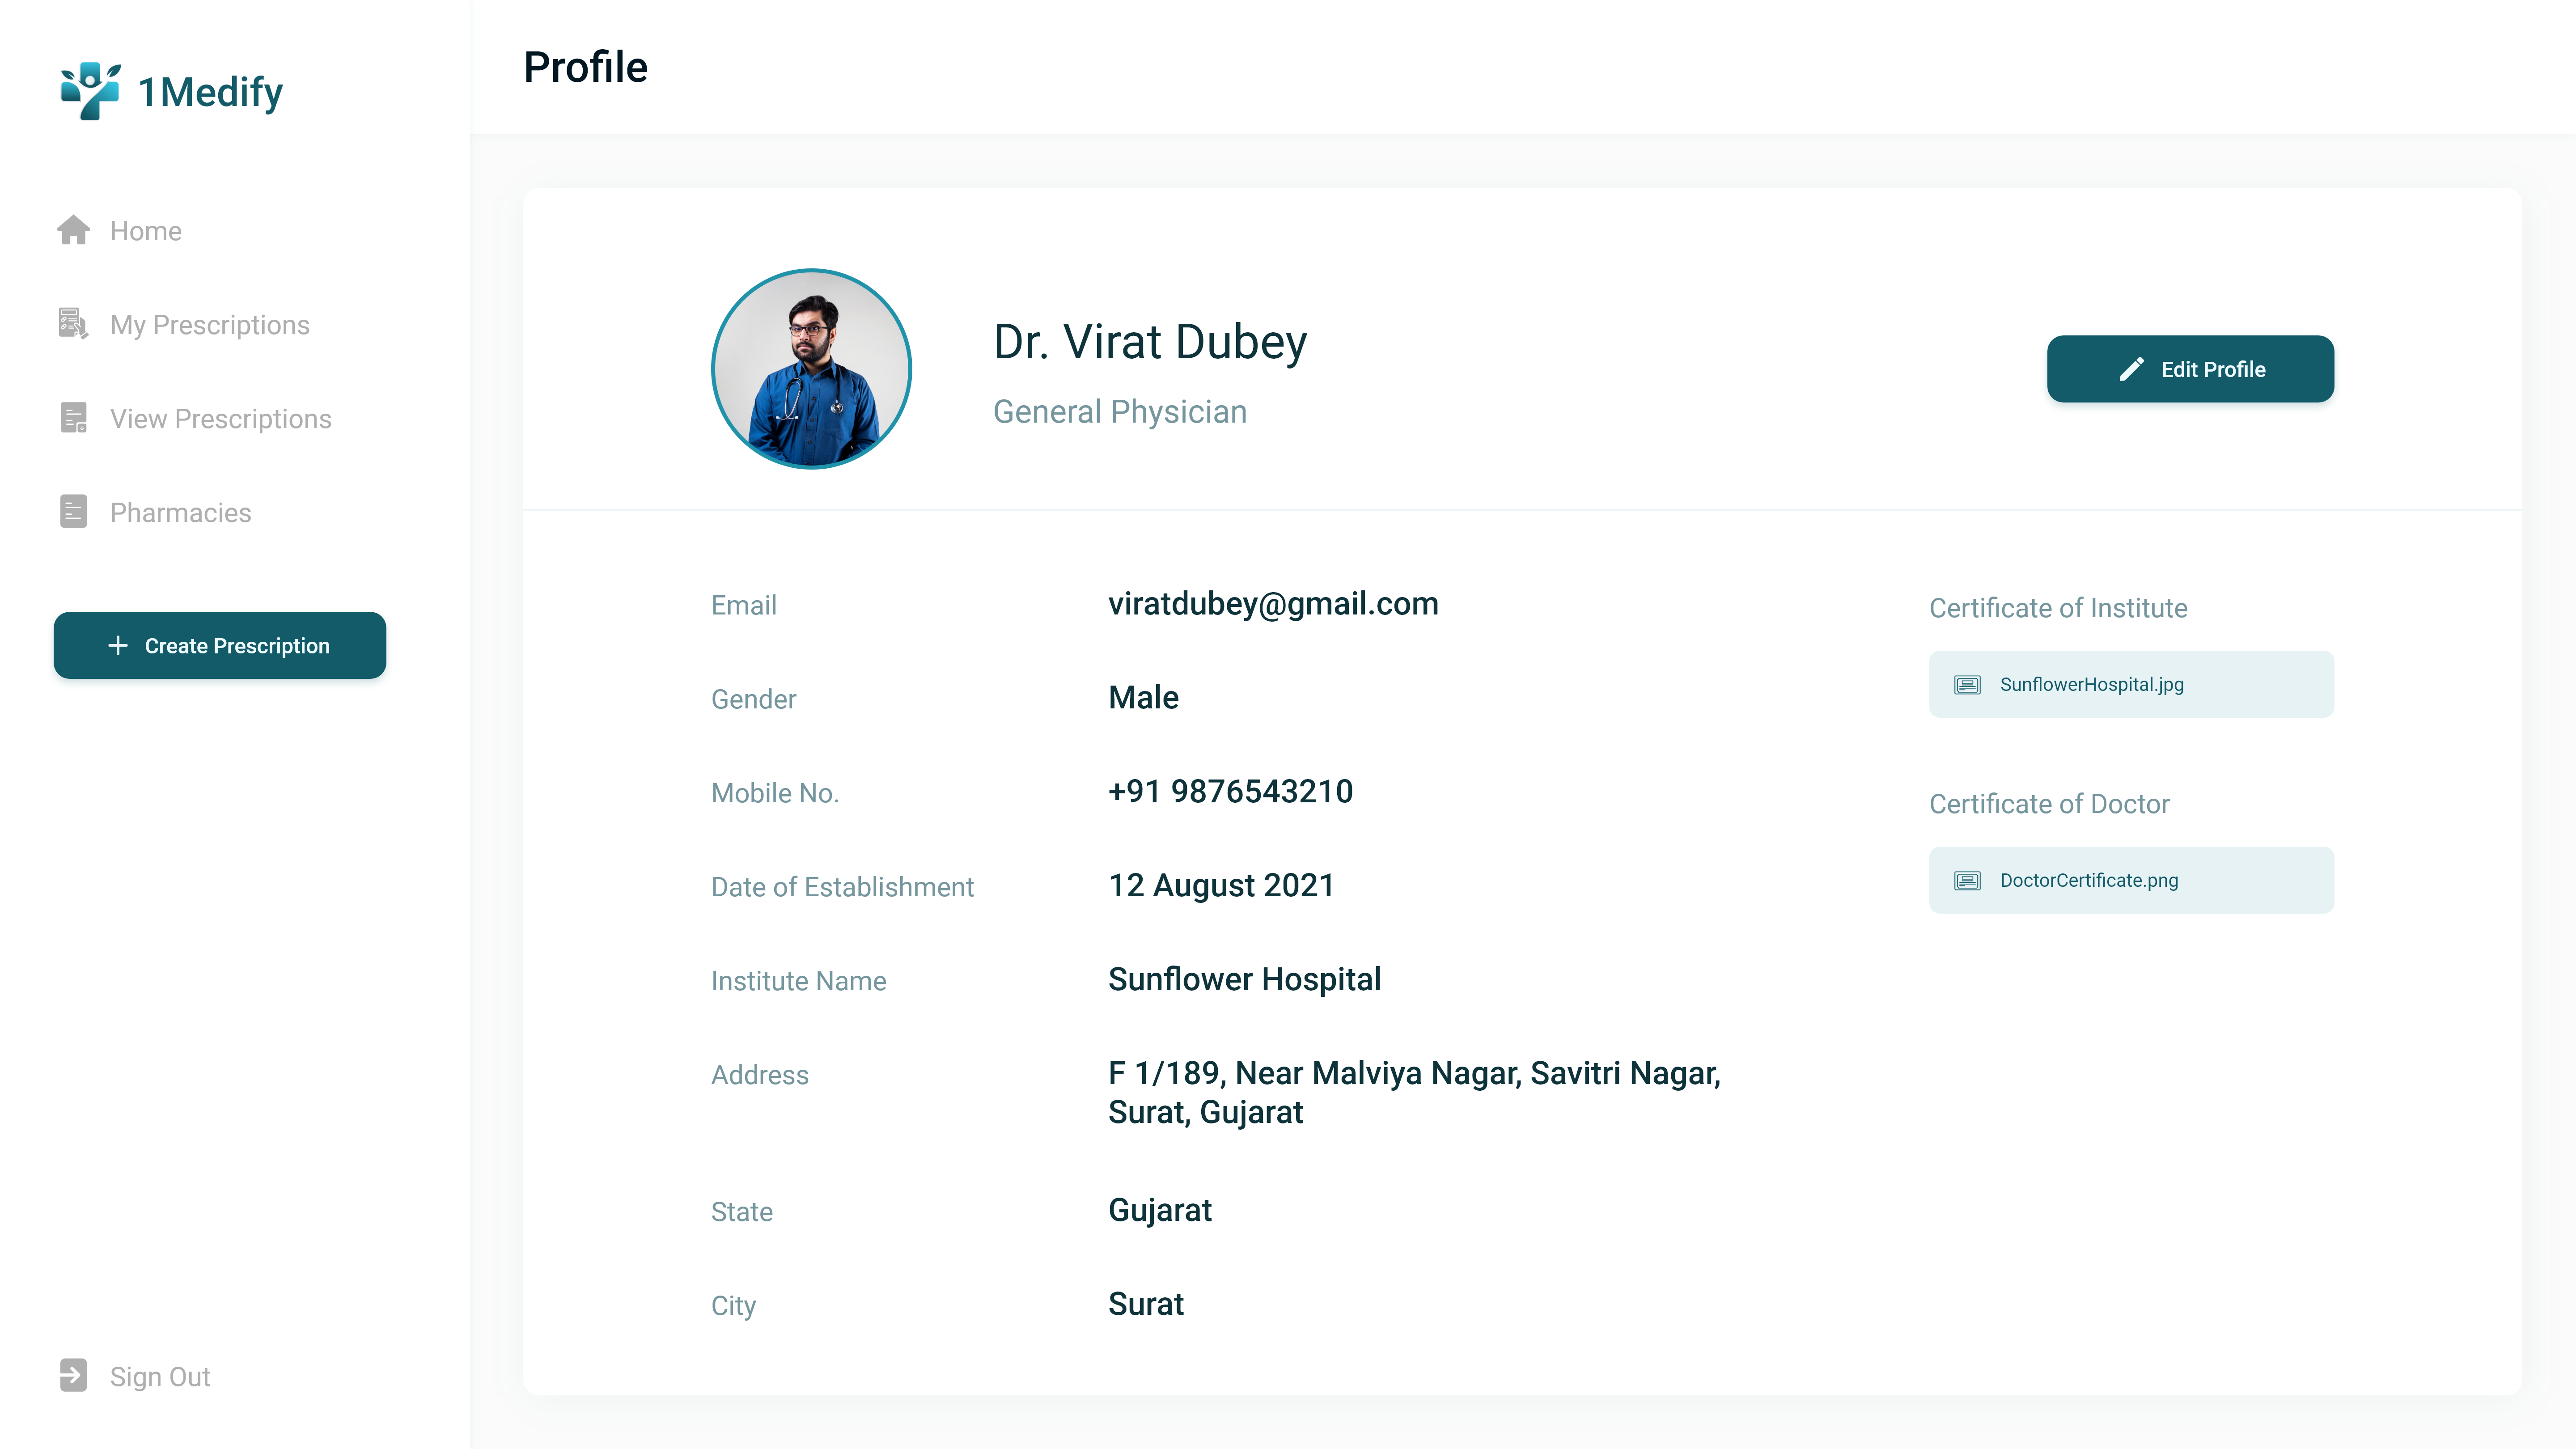 1Medify
Home
My Prescriptions
View Prescriptions
Pharmacies
Create Prescription
Sign Out
Profile
Dr. Virat Dubey
General Physician
Edit Profile
Email
viratdubey@gmail.com
Gender
Male
Mobile No.
+91 9876543210
Date of Establishment
12 August 2021
Institute Name
Sunflower Hospital
Address
F 1/189, Near Malviya Nagar, Savitri Nagar,
Surat, Gujarat
State
Gujarat
City
Surat
Certificate of Institute
SunflowerHospital.jpg
Certificate of Doctor
DoctorCertificate.png